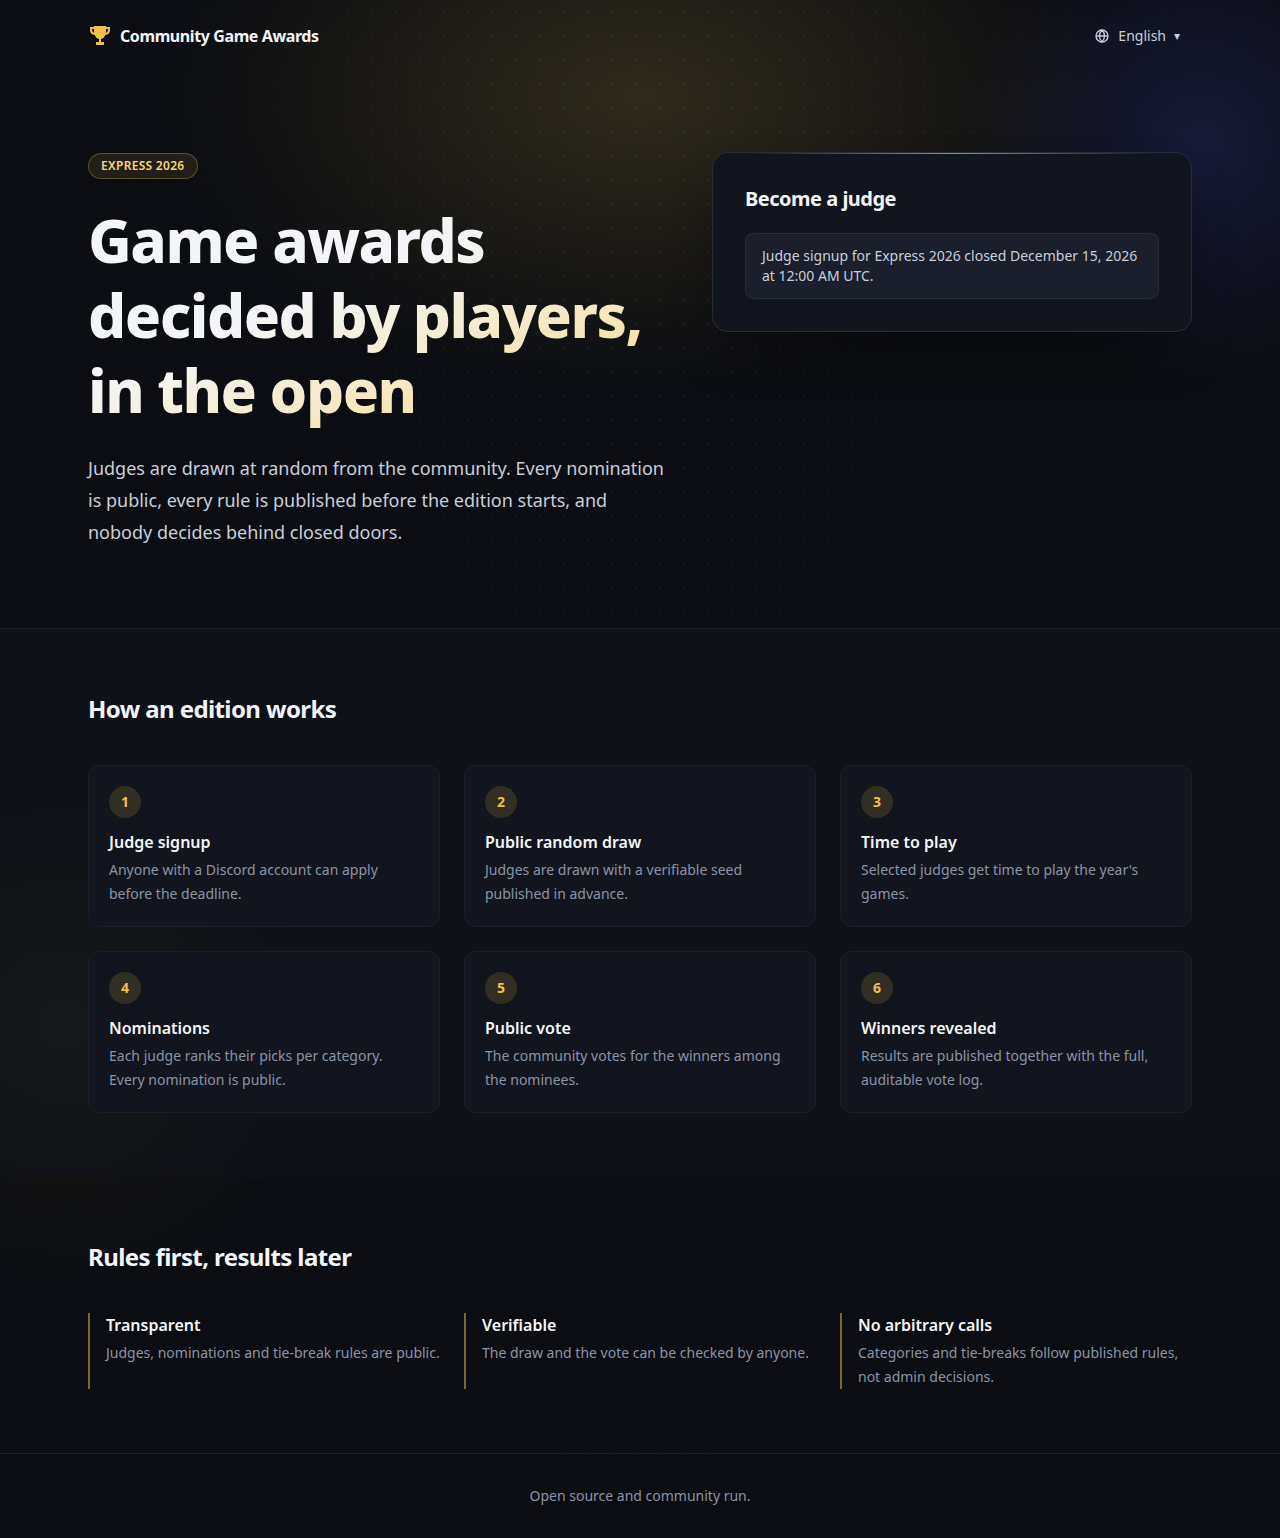 Community Game Awards
English ▾
EXPRESS 2026
Game awards
decided by players,
in the open
Judges are drawn at random from the community. Every nomination
is public, every rule is published before the edition starts, and
nobody decides behind closed doors.
Become a judge
Judge signup for Express 2026 closed December 15, 2026
at 12:00 AM UTC.
How an edition works
1
Judge signup
Anyone with a Discord account can apply
before the deadline.
2
Public random draw
Judges are drawn with a verifiable seed
published in advance.
3
Time to play
Selected judges get time to play the year's
games.
4
Nominations
Each judge ranks their picks per category.
Every nomination is public.
5
Public vote
The community votes for the winners among
the nominees.
6
Winners revealed
Results are published together with the full,
auditable vote log.
Rules first, results later
Transparent
Judges, nominations and tie-break rules are public.
Verifiable
The draw and the vote can be checked by anyone.
No arbitrary calls
Categories and tie-breaks follow published rules,
not admin decisions.
Open source and community run.